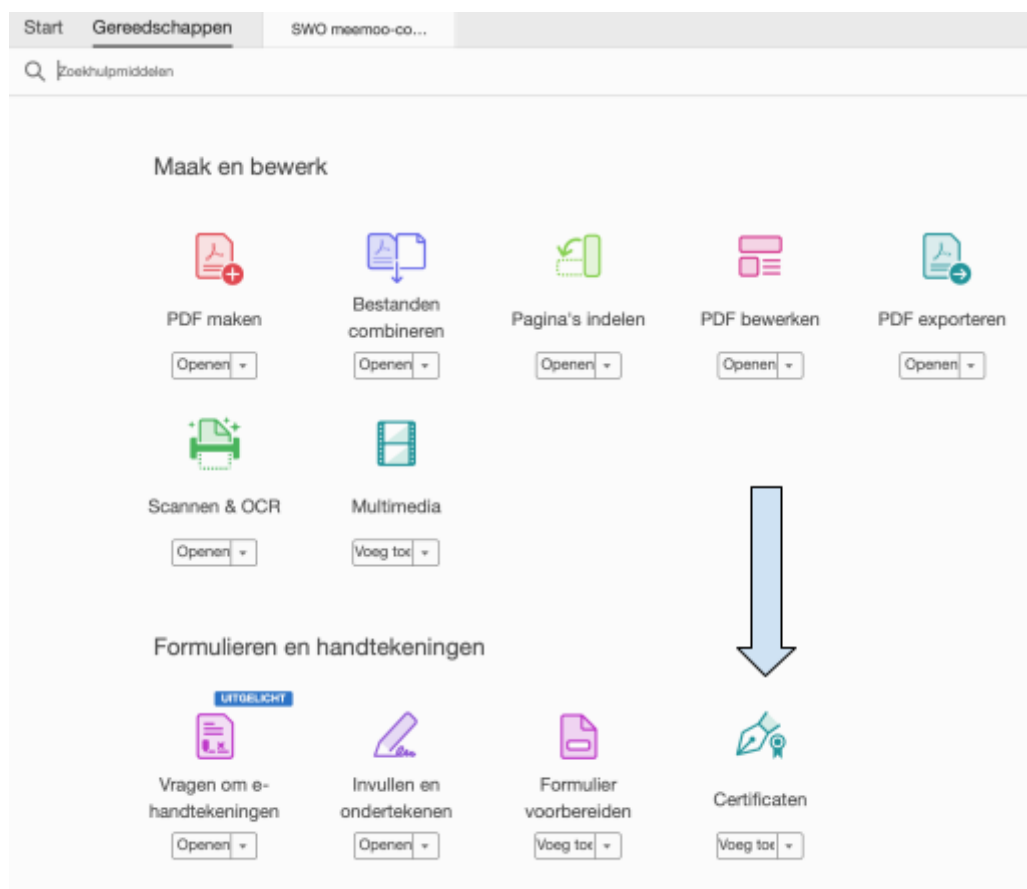 Start Gereedschappen SWO meemoo-co...
Zoekhulpmiddelen
Maak en bewerk
PDF maken
Bestanden
combineren
Pagina's indelen
PDF bewerken
PDF exporteren
Openen
Openen
Openen
Openen
Openen
Scannen & OCR
Multimedia
Openen
Voeg toe
Formulieren en handtekeningen
UITGELICHT
Vragen om e-
handtekeningen
Invullen en
ondertekenen
Formulier
voorbereiden
Certificaten
Openen
Openen
Voeg toe
Voeg toe